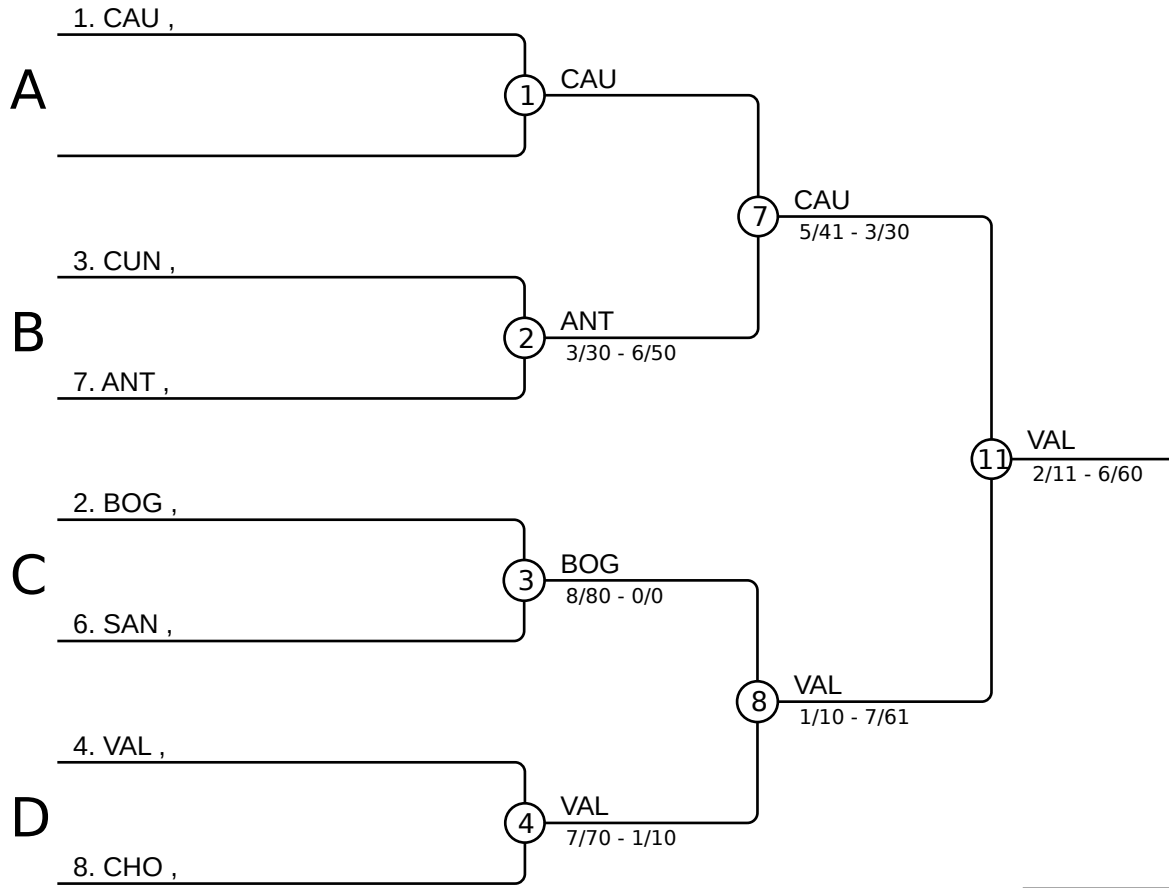 1. CAU ,
A
1
CAU
7
CAU
5/41 - 3/30
3. CUN ,
B
2
ANT
3/30 - 6/50
7. ANT ,
11
VAL
2/11 - 6/60
2. BOG ,
C
3
BOG
8/80 - 0/0
6. SAN ,
8
VAL
1/10 - 7/61
4. VAL ,
D
4
VAL
7/70 - 1/10
8. CHO ,